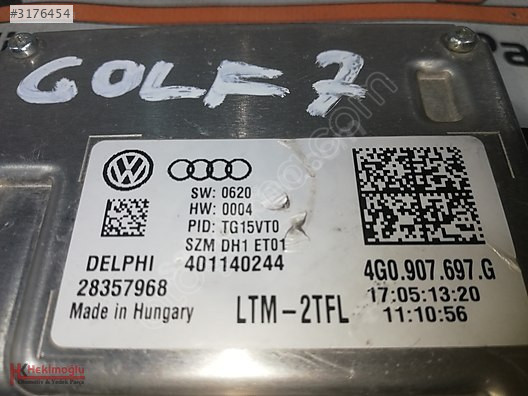 #3176454
GOLF 7
SW: 0620
HW: 0004
PID: TG15VT0
SZM DH1 ET01
DELPHI 401140244
28357968
Made in Hungary
LTM-2TFL
4G0.907.697.G
17:05:13:20
11:10:56
Hekimoğlu